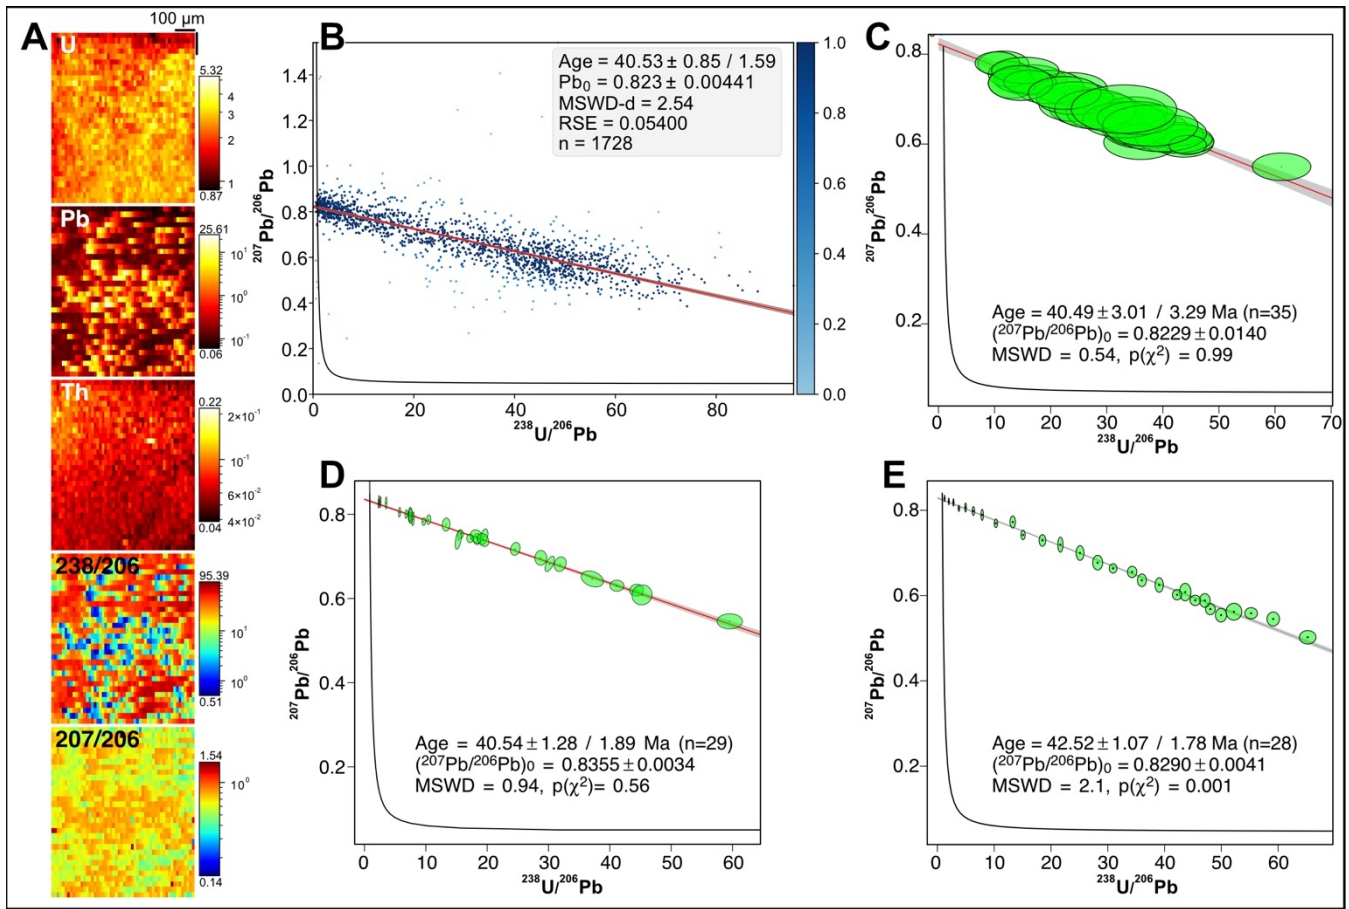 100 µm
A
U
5.32
4
3
2
1
0.87
Pb
25.61
10¹
10⁰
10⁻¹
0.06
Th
0.22
2×10⁻¹
10⁻¹
6×10⁻²
4×10⁻²
0.04
238/206
95.39
10¹
10⁰
0.51
207/206
1.54
10⁰
0.14
B
Age = 40.53 ± 0.85 / 1.59
Pb₀ = 0.823 ± 0.00441
MSWD-d = 2.54
RSE = 0.05400
n = 1728
1.4
1.2
1.0
0.8
0.6
0.4
0.2
0.0
²⁰⁷Pb/²⁰⁶Pb
0 20 40 60 80
²³⁸U/²⁰⁶Pb
1.0
0.8
0.6
0.4
0.2
0.0
C
0.8
0.6
0.4
0.2
²⁰⁷Pb/²⁰⁶Pb
Age = 40.49 ± 3.01 / 3.29 Ma (n=35)
(²⁰⁷Pb/²⁰⁶Pb)₀ = 0.8229 ± 0.0140
MSWD = 0.54, p(χ²) = 0.99
0 10 20 30 40 50 60 70
²³⁸U/²⁰⁶Pb
D
0.8
0.6
0.4
0.2
²⁰⁷Pb/²⁰⁶Pb
Age = 40.54 ± 1.28 / 1.89 Ma (n=29)
(²⁰⁷Pb/²⁰⁶Pb)₀ = 0.8355 ± 0.0034
MSWD = 0.94, p(χ²)= 0.56
0 10 20 30 40 50 60
²³⁸U/²⁰⁶Pb
E
0.8
0.6
0.4
0.2
²⁰⁷Pb/²⁰⁶Pb
Age = 42.52 ± 1.07 / 1.78 Ma (n=28)
(²⁰⁷Pb/²⁰⁶Pb)₀ = 0.8290 ± 0.0041
MSWD = 2.1, p(χ²) = 0.001
0 10 20 30 40 50 60
²³⁸U/²⁰⁶Pb